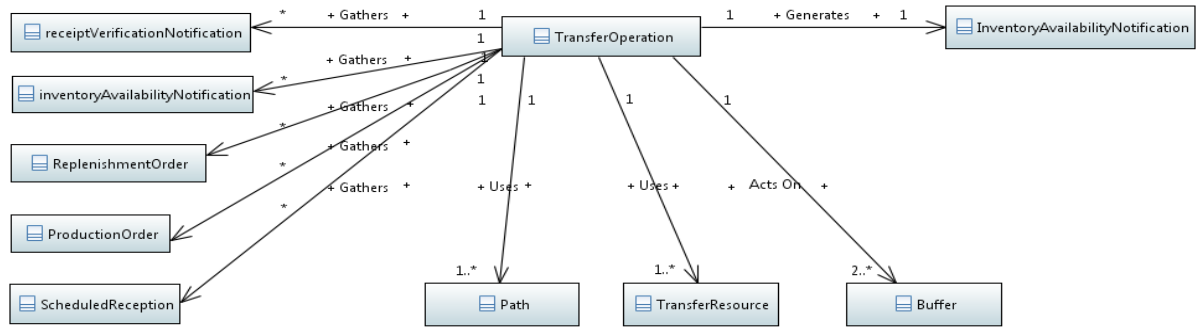 * + Gathers + 1
receiptVerificationNotification
TransferOperation
1 + Generates + 1
InventoryAvailabilityNotification
1
+ Gathers +
1
*
1
inventoryAvailabilityNotification
+ Gathers +
1
1
1
1
*
ReplenishmentOrder
+ Gathers +
*
+ Gathers +
+
+ Uses +
+ Uses +
+ Acts On +
*
ProductionOrder
1..*
1..*
2..*
ScheduledReception
Path
TransferResource
Buffer